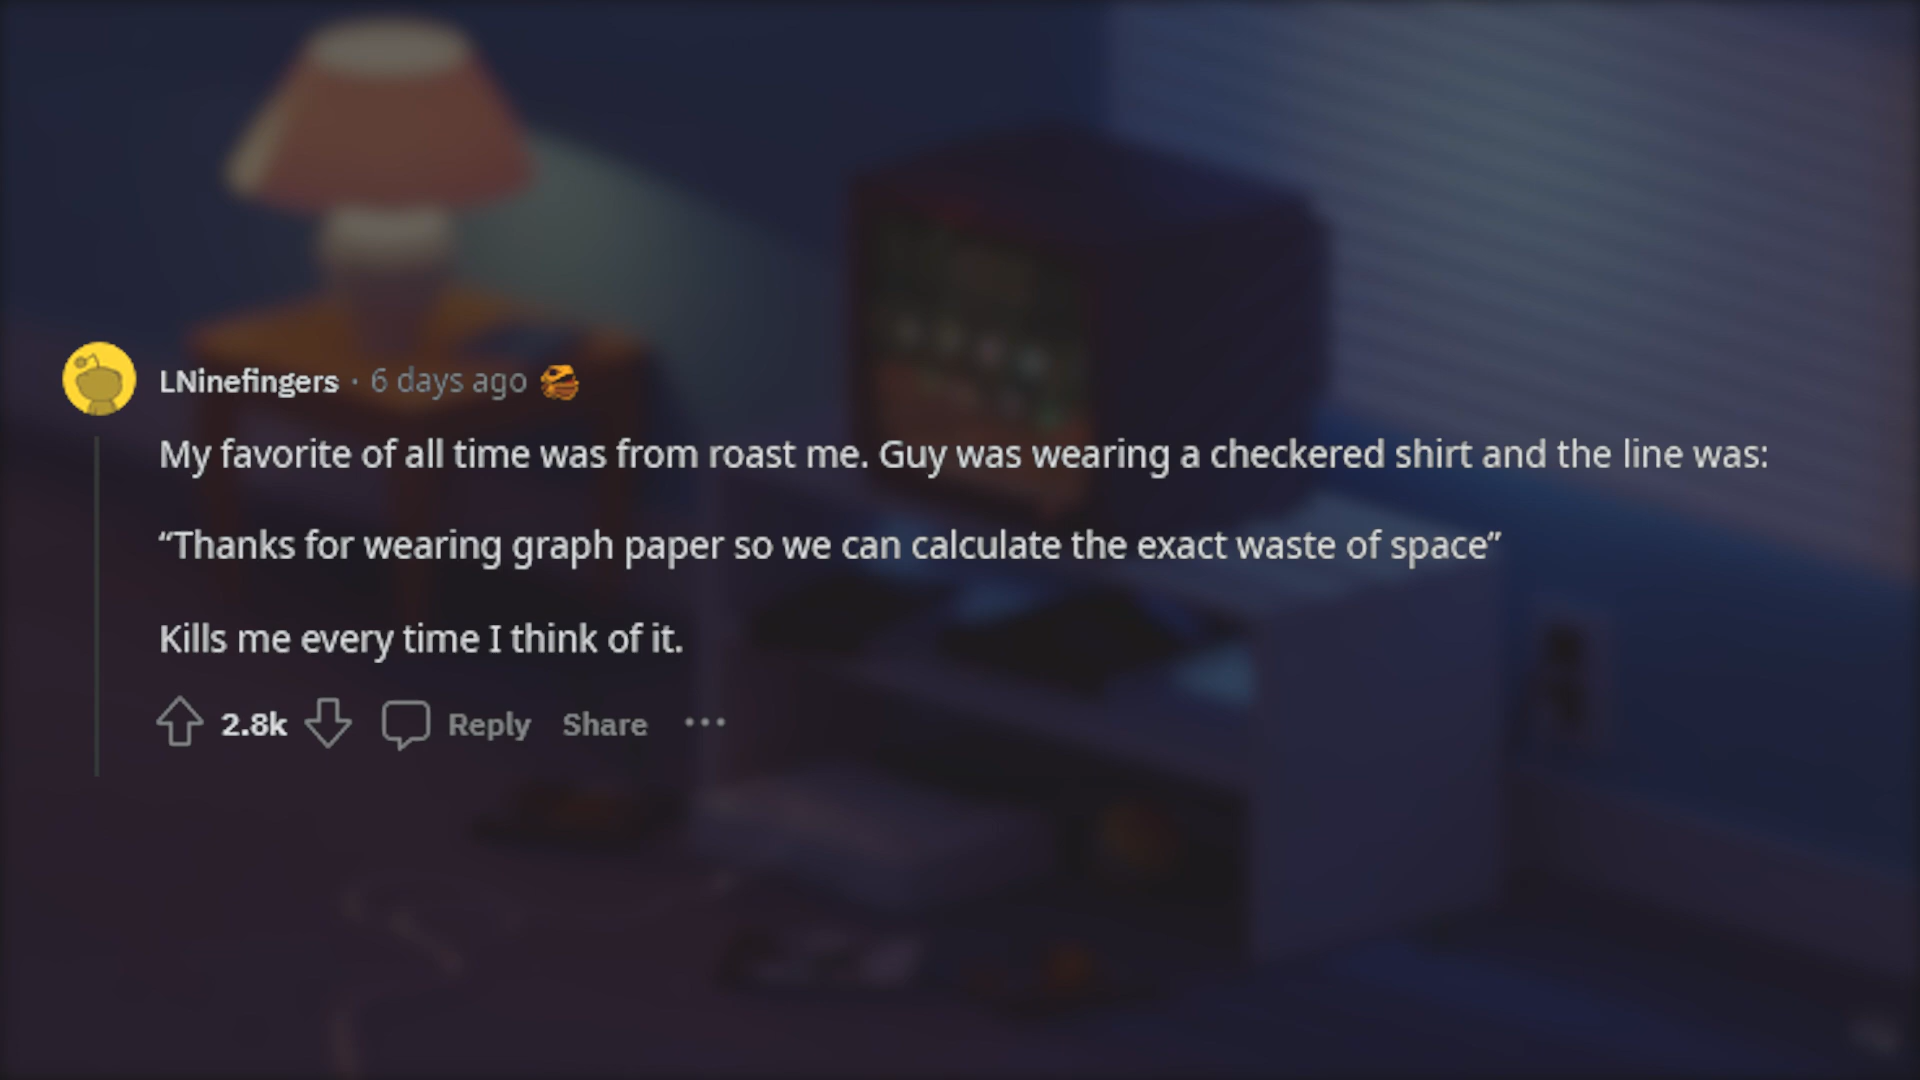 LNinefingers · 6 days ago
My favorite of all time was from roast me. Guy was wearing a checkered shirt and the line was:
“Thanks for wearing graph paper so we can calculate the exact waste of space”
Kills me every time I think of it.
2.8k Reply Share ···